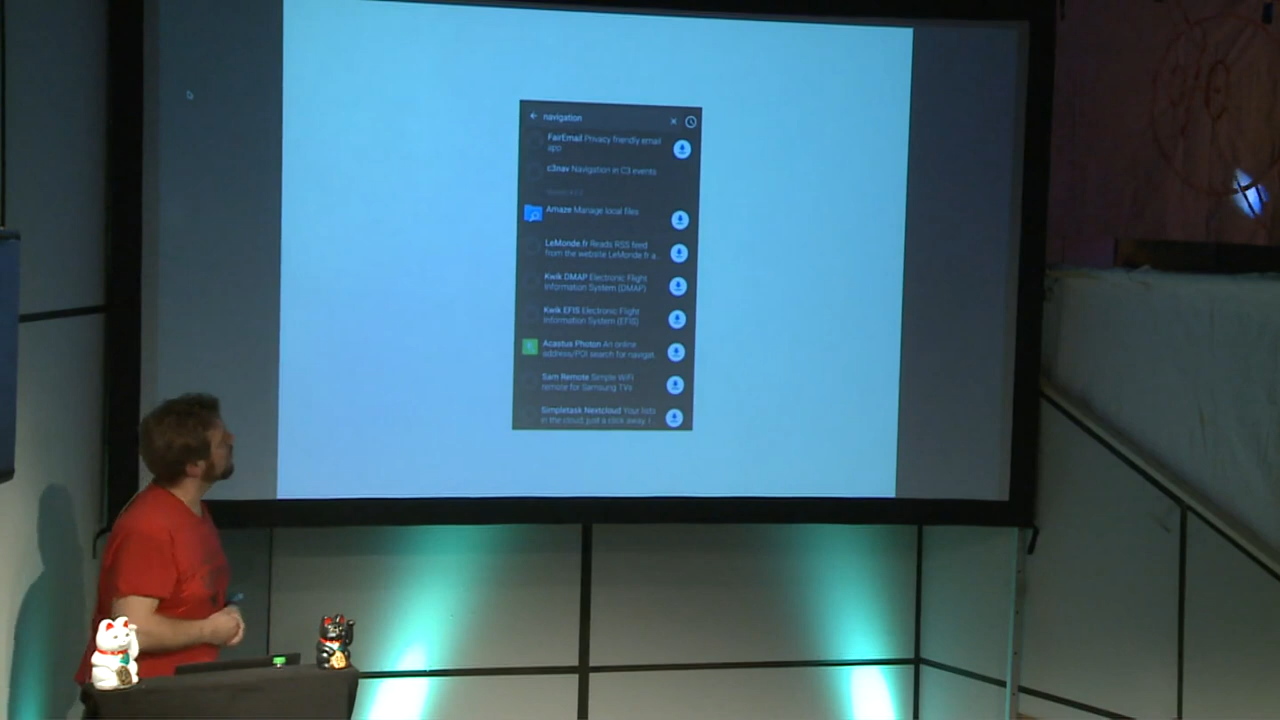 navigation
FairEmail Privacy friendly email
app
c3nav Navigation in C3 events
Amaze Manage local files
LeMonde.fr Reads RSS feed
from the website LeMonde.fr a..
Kwik DMAP Electronic Flight
Information System (DMAP)
Kwik EFIS Electronic Flight
Information System (EFIS)
Acastus Photon An online
address/POI search for navigat..
Sam Remote Simple WiFi
remote for Samsung TVs
Simpletask Nextcloud Your lists
in the cloud just a click away !..